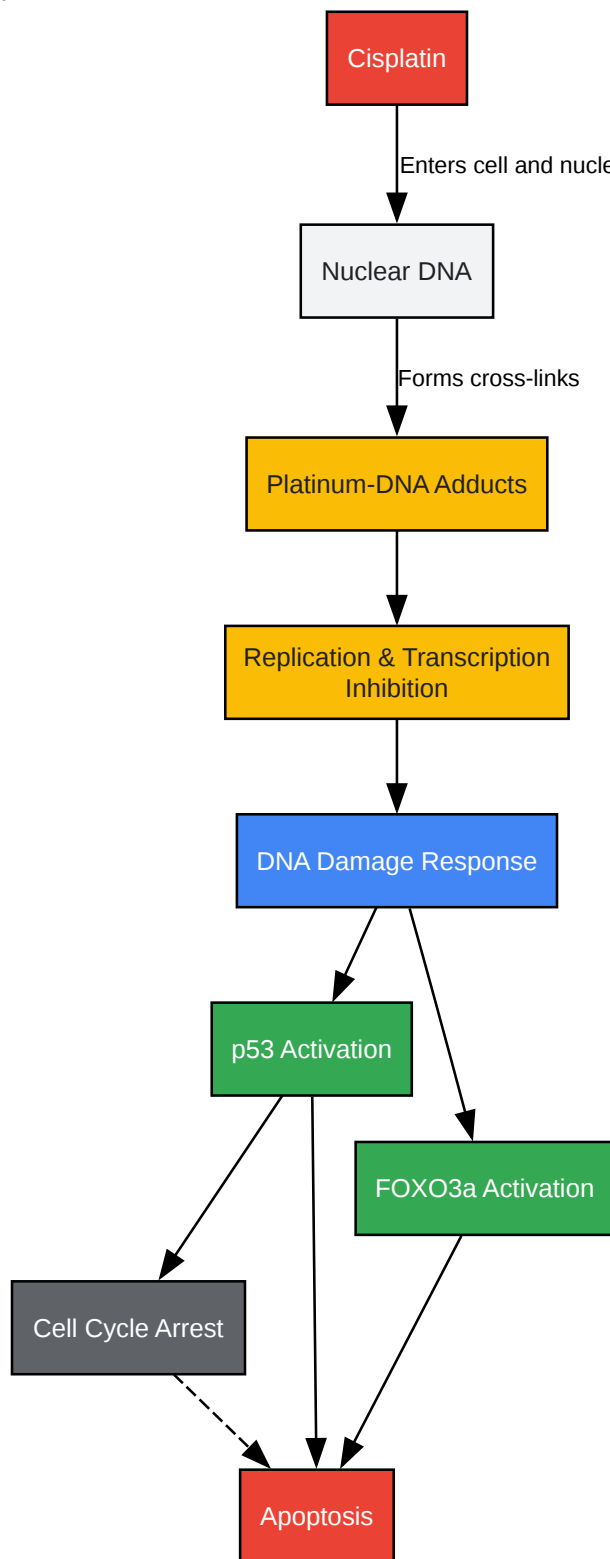 Cisplatin
Enters cell and nucle
Nuclear DNA
Forms cross-links
Platinum-DNA Adducts
Replication & Transcription
Inhibition
DNA Damage Response
p53 Activation
FOXO3a Activation
Cell Cycle Arrest
Apoptosis